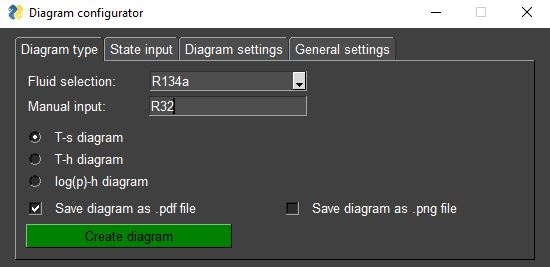 Diagram configurator
Diagram type State input Diagram settings General settings
Fluid selection: R134a
Manual input: R32
T-s diagram
T-h diagram
log(p)-h diagram
Save diagram as .pdf file Save diagram as .png file
Create diagram